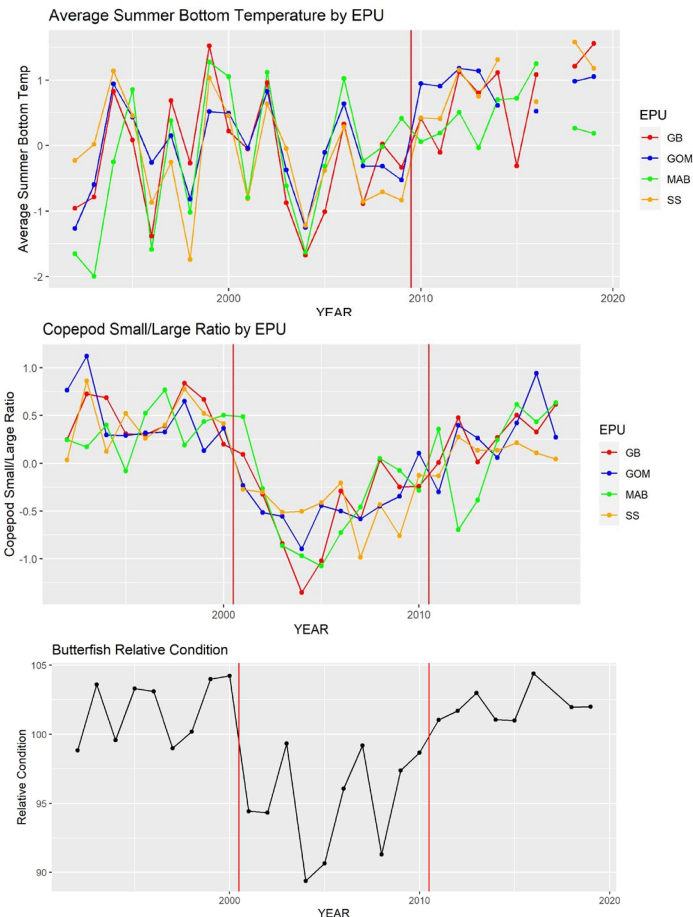 Average Summer Bottom Temperature by EPU
Average Summer Bottom Temp
1
0
-1
-2
2000
2010
2020
YEAR
EPU
GB
GOM
MAB
SS
Copepod Small/Large Ratio by EPU
Copepod Small/Large Ratio
1.0
0.5
0.0
-0.5
-1.0
2000
2010
YEAR
EPU
GB
GOM
MAB
SS
Butterfish Relative Condition
Relative Condition
105
100
95
90
2000
2010
2020
YEAR